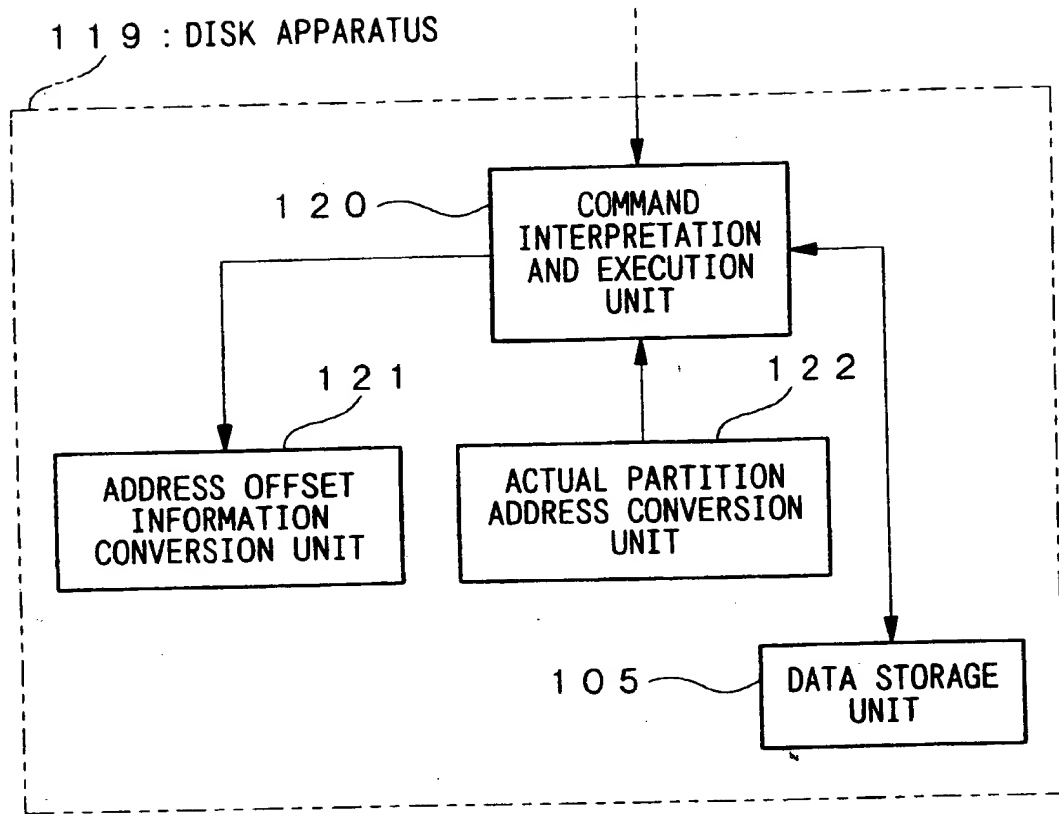 119 : DISK APPARATUS
120
COMMAND
INTERPRETATION
AND EXECUTION
UNIT
121
122
ADDRESS OFFSET
INFORMATION
CONVERSION UNIT
ACTUAL PARTITION
ADDRESS CONVERSION
UNIT
105
DATA STORAGE
UNIT